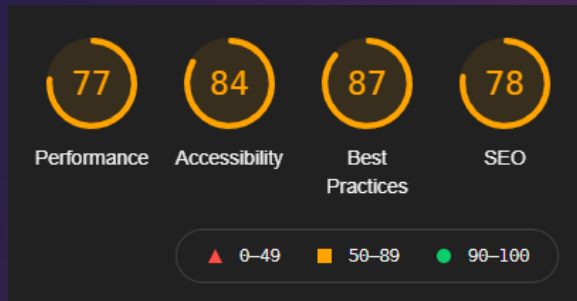 77 84 87 78
Performance Accessibility Best Practices SEO
0–49 50–89 90–100